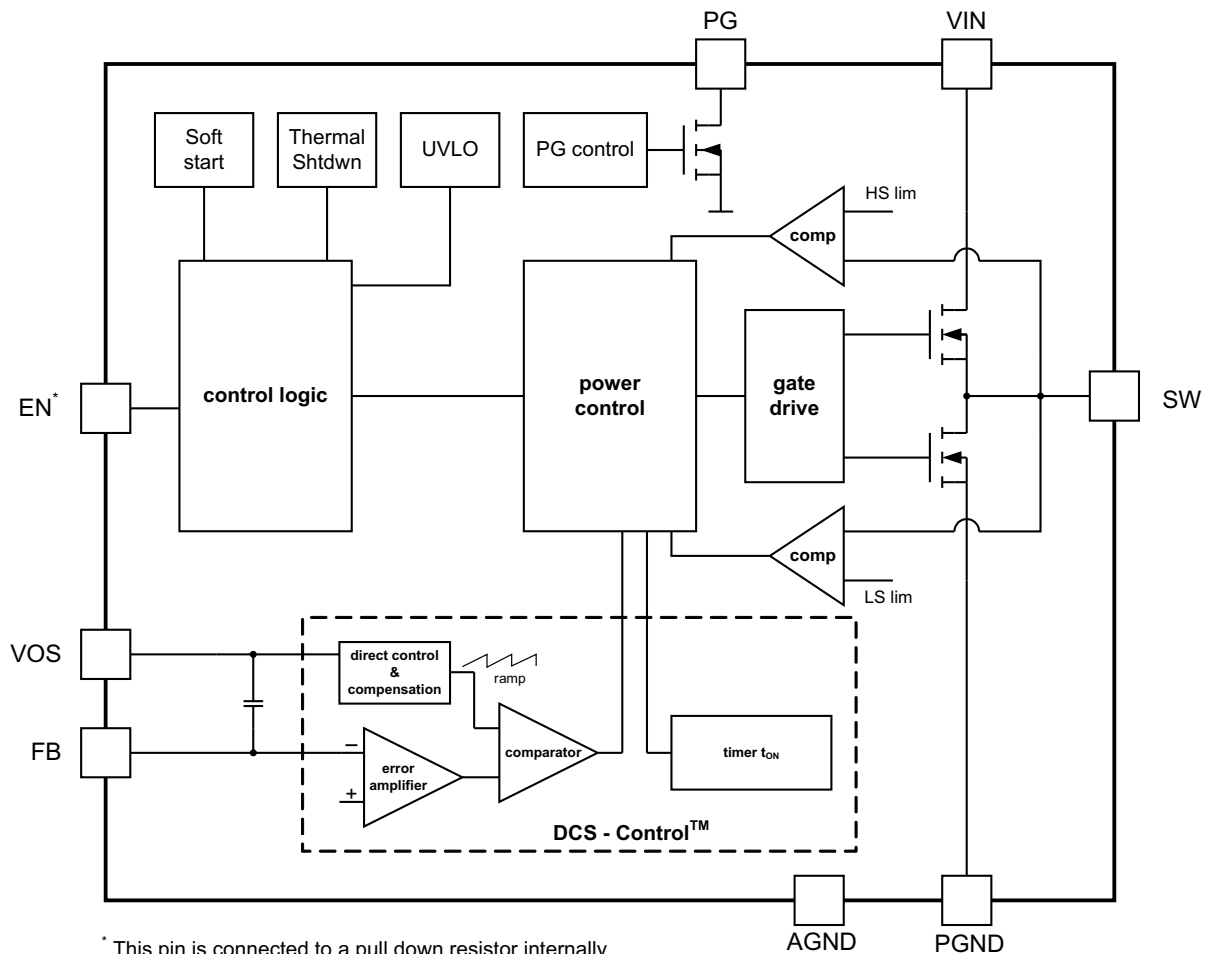 PG
VIN
Soft
start
Thermal
Shtdwn
UVLO
PG control
HS lim
comp
EN*
control logic
power
control
gate
drive
SW
comp
LS lim
VOS
direct control
&
compensation
ramp
FB
−
error
amplifier
+
comparator
timer tON
DCS - Control™
AGND
PGND
* This pin is connected to a pull down resistor internally